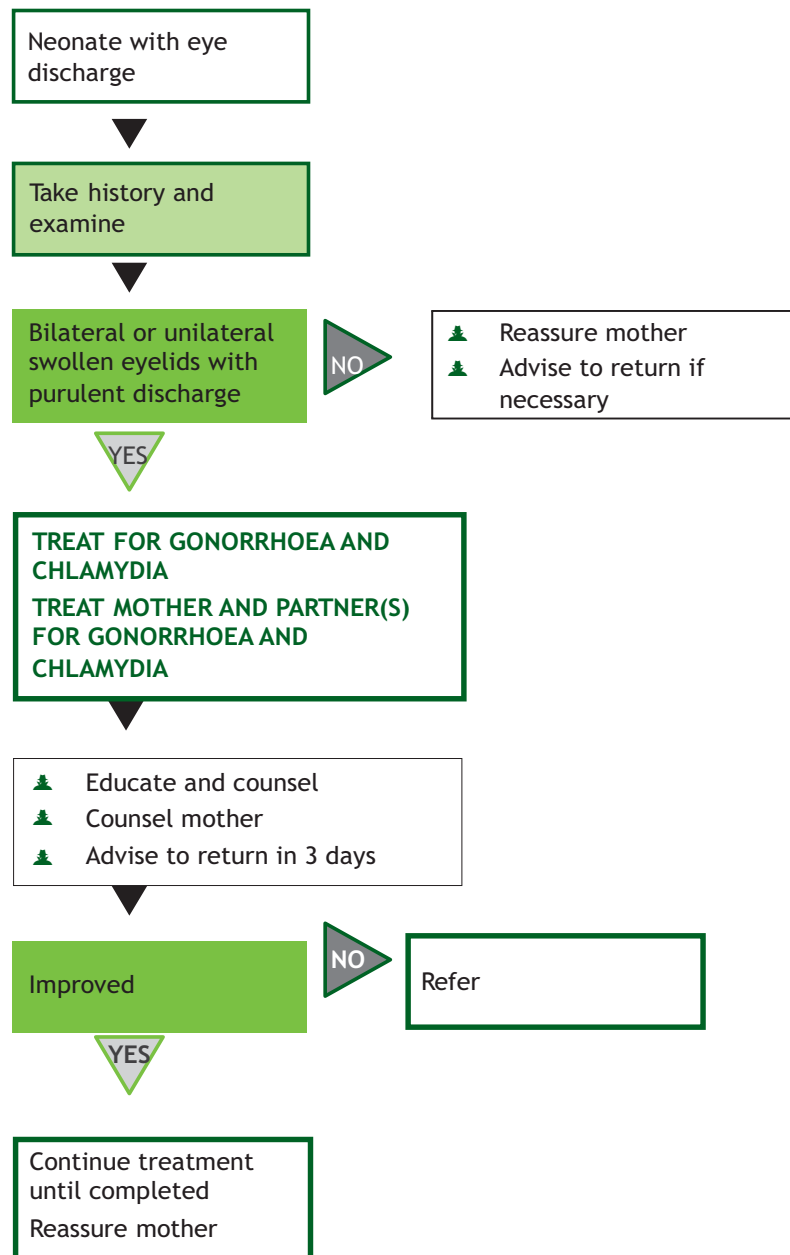 Neonate with eye
discharge
Take history and
examine
Bilateral or unilateral
swollen eyelids with
purulent discharge
NO
Reassure mother
Advise to return if
necessary
YES
TREAT FOR GONORRHOEA AND
CHLAMYDIA
TREAT MOTHER AND PARTNER(S)
FOR GONORRHOEA AND
CHLAMYDIA
Educate and counsel
Counsel mother
Advise to return in 3 days
Improved
NO
Refer
YES
Continue treatment
until completed
Reassure mother